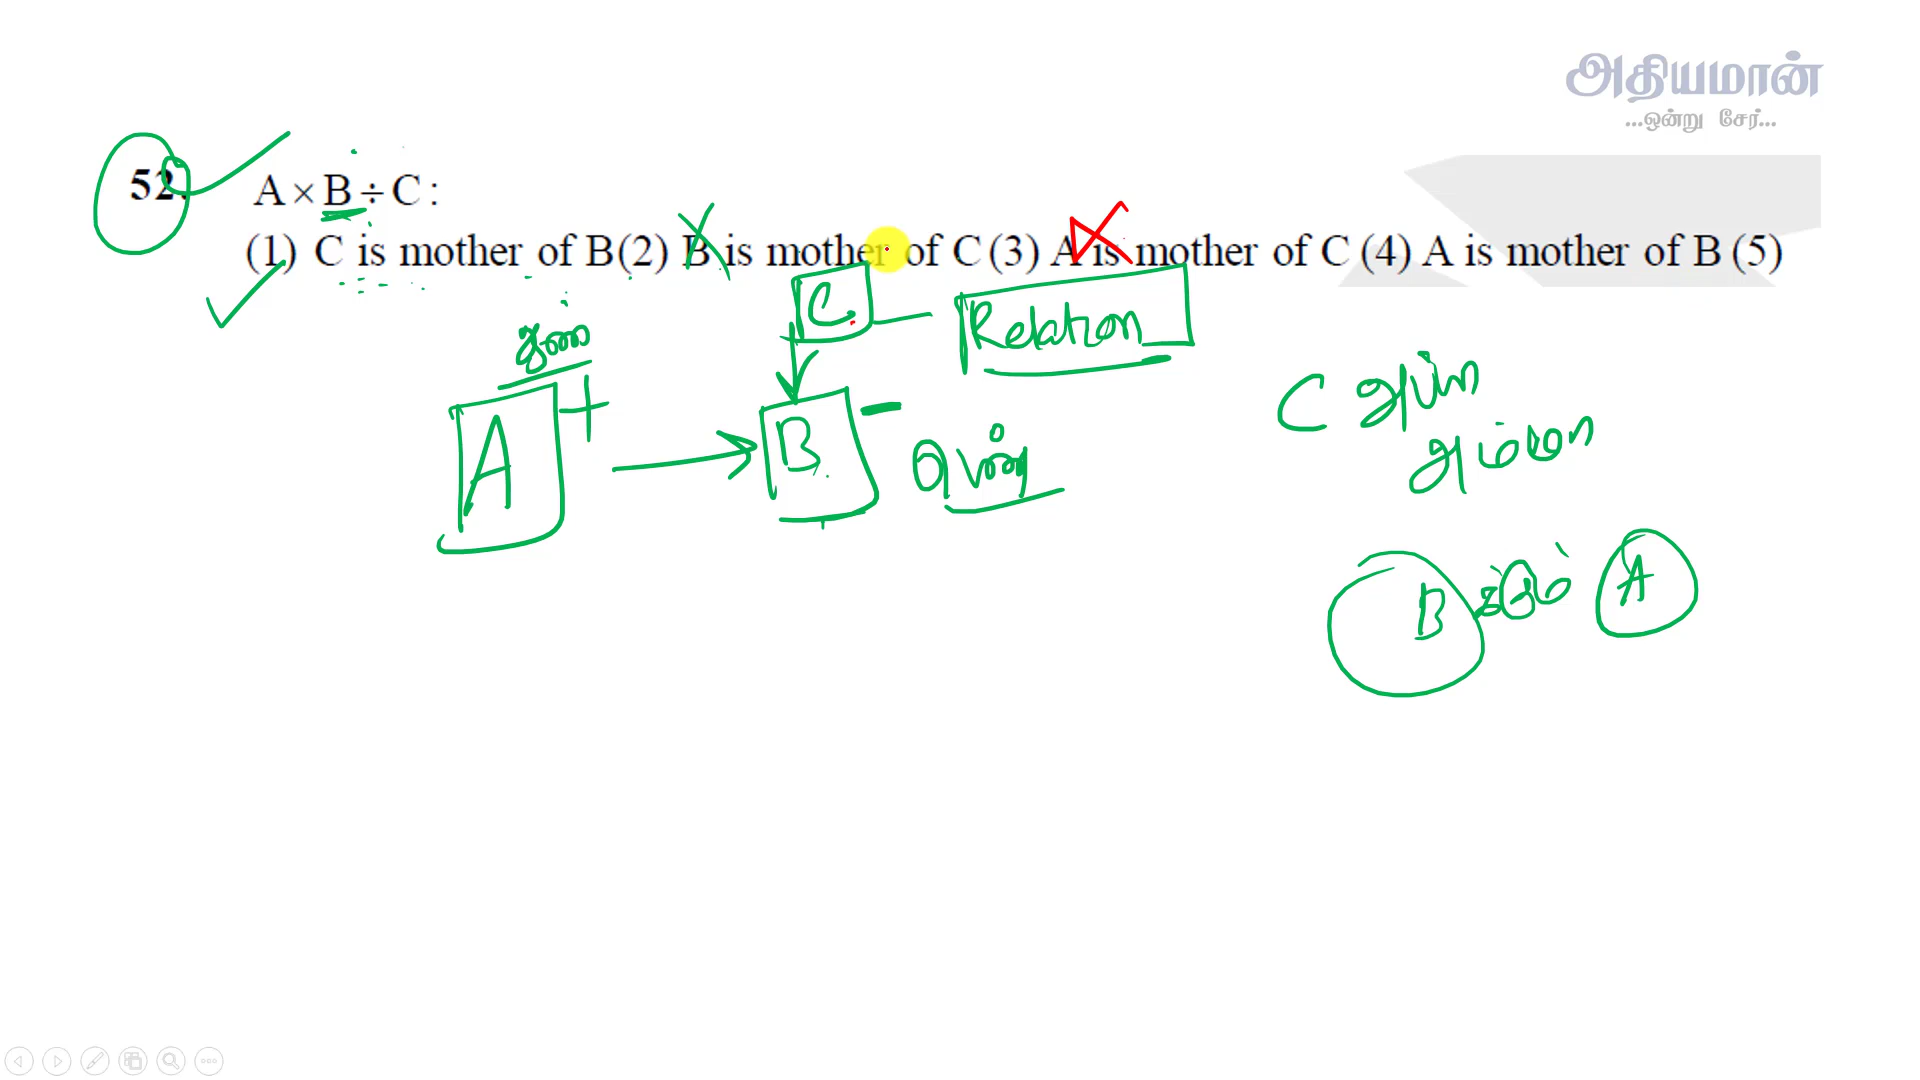 அதியமான்
...ஒன்று சேர்...
52. A × B ÷ C :
(1) C is mother of B (2) B is mother of C (3) A is mother of C (4) A is mother of B (5)
C
Relation
A + B -
பெண்
C அப்பா
அம்மா
B க்கும் A